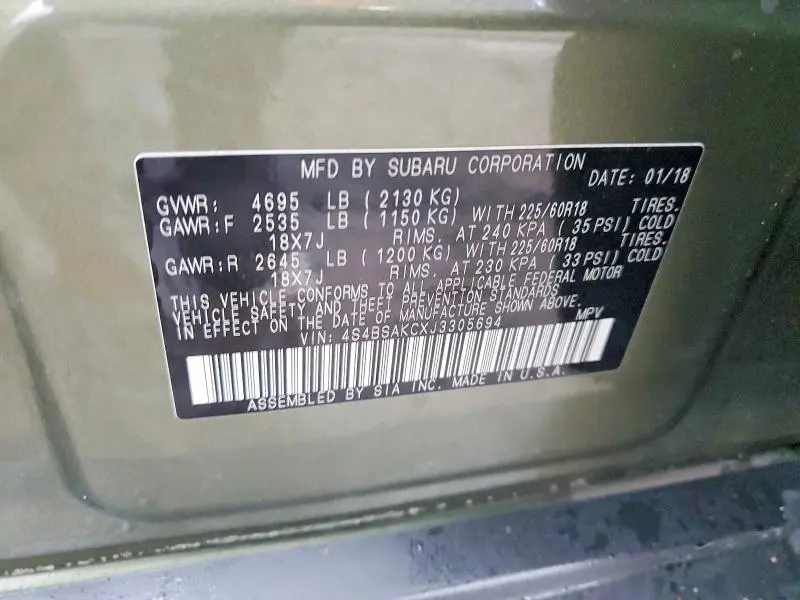 MFD BY SUBARU CORPORATION DATE: 01/18
GVWR: 4695 LB (2130 KG)
GAWR:F 2535 LB (1150 KG) WITH 225/60R18 TIRES.
18X7J RIMS. AT 240 KPA (35 PSI) COLD
GAWR:R 2645 LB (1200 KG) WITH 225/60R18 TIRES.
18X7J RIMS. AT 230 KPA (33 PSI) COLD
THIS VEHICLE CONFORMS TO ALL APPLICABLE FEDERAL MOTOR
VEHICLE SAFETY AND THEFT PREVENTION STANDARDS
IN EFFECT ON DATE OF MANUFACTURE SHOWN ABOVE.
VIN: 4S4BSAKCXJ3305694 MPV
ASSEMBLED BY SIA INC. MADE IN U.S.A.